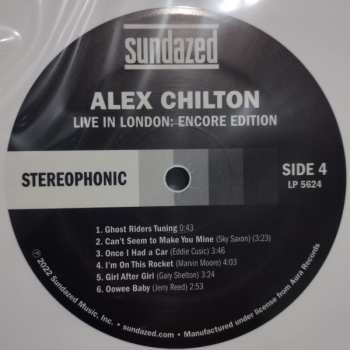 sundazed
ALEX CHILTON
LIVE IN LONDON: ENCORE EDITION
STEREOPHONIC
SIDE 4
LP 5624
1. Ghost Riders Tuning 0:43
2. Can't Seem to Make You Mine (Sky Saxon) (3:23)
3. Once I Had a Car (Eddie Cusic) 3:46
4. I'm On This Rocket (Marvin Moore) 4:03
5. Girl After Girl (Gary Shelton) 3:24
6. Oowee Baby (Jerry Reed) 2:53
℗ 2022 Sundazed Music, Inc. • sundazed.com • Manufactured under license from Aura Records